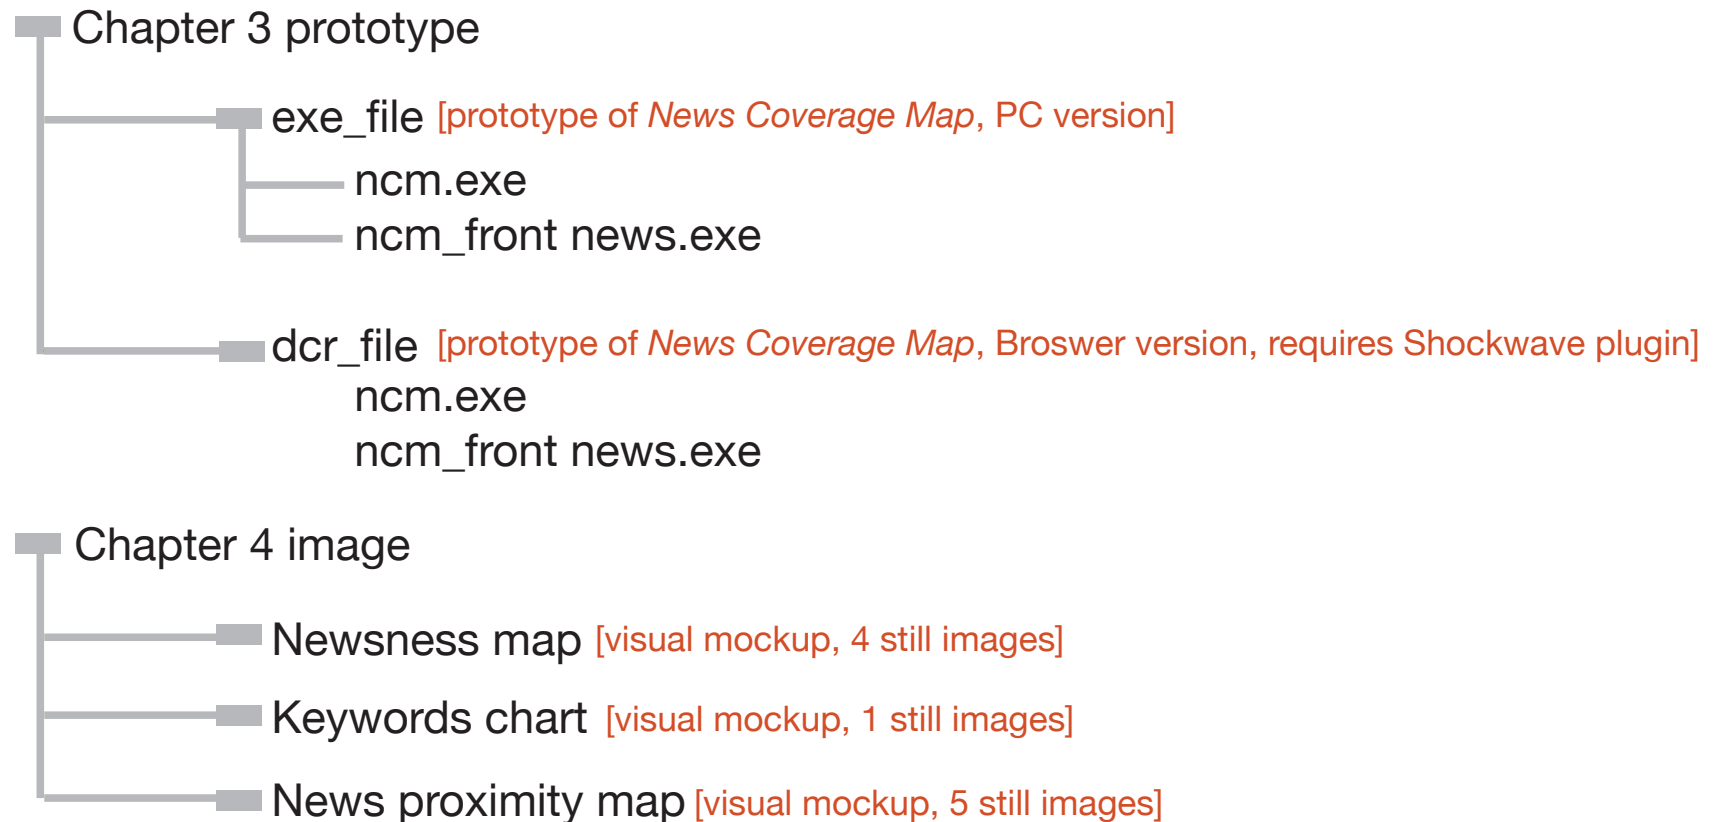 Chapter 3 prototype
exe_file [prototype of News Coverage Map, PC version]
ncm.exe
ncm_front news.exe
dcr_file [prototype of News Coverage Map, Broswer version, requires Shockwave plugin]
ncm.exe
ncm_front news.exe
Chapter 4 image
Newsness map [visual mockup, 4 still images]
Keywords chart [visual mockup, 1 still images]
News proximity map [visual mockup, 5 still images]